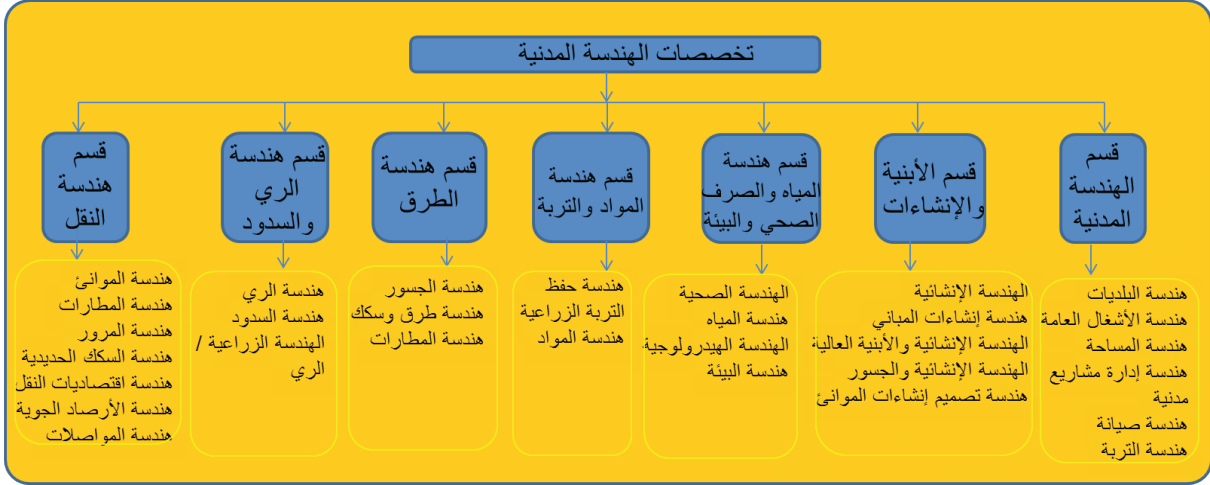 تخصصات الهندسة المدنية
قسم
الهندسة
المدنية
هندسة البلديات
هندسة الأشغال العامة
هندسة المساحة
هندسة إدارة مشاريع
مدنية
هندسة صيانة
هندسة التربة
قسم الأبنية
والإنشاءات
الهندسة الإنشائية
هندسة إنشاءات المباني
الهندسة الإنشائية والأبنية العالية
الهندسة الإنشائية والجسور
هندسة تصميم إنشاءات الموانئ
قسم هندسة
المياه والصرف
الصحي والبيئة
الهندسة الصحية
هندسة المياه
الهندسة الهيدرولوجية
هندسة البيئة
قسم هندسة
المواد والتربة
هندسة حفظ
التربة الزراعية
هندسة المواد
قسم هندسة
الطرق
هندسة الجسور
هندسة طرق وسكك
هندسة المطارات
قسم هندسة
الري
والسدود
هندسة الري
هندسة السدود
الهندسة الزراعية /
الري
قسم
هندسة
النقل
هندسة الموانئ
هندسة المطارات
هندسة المرور
هندسة السكك الحديدية
هندسة اقتصاديات النقل
هندسة الأرصاد الجوية
هندسة المواصلات